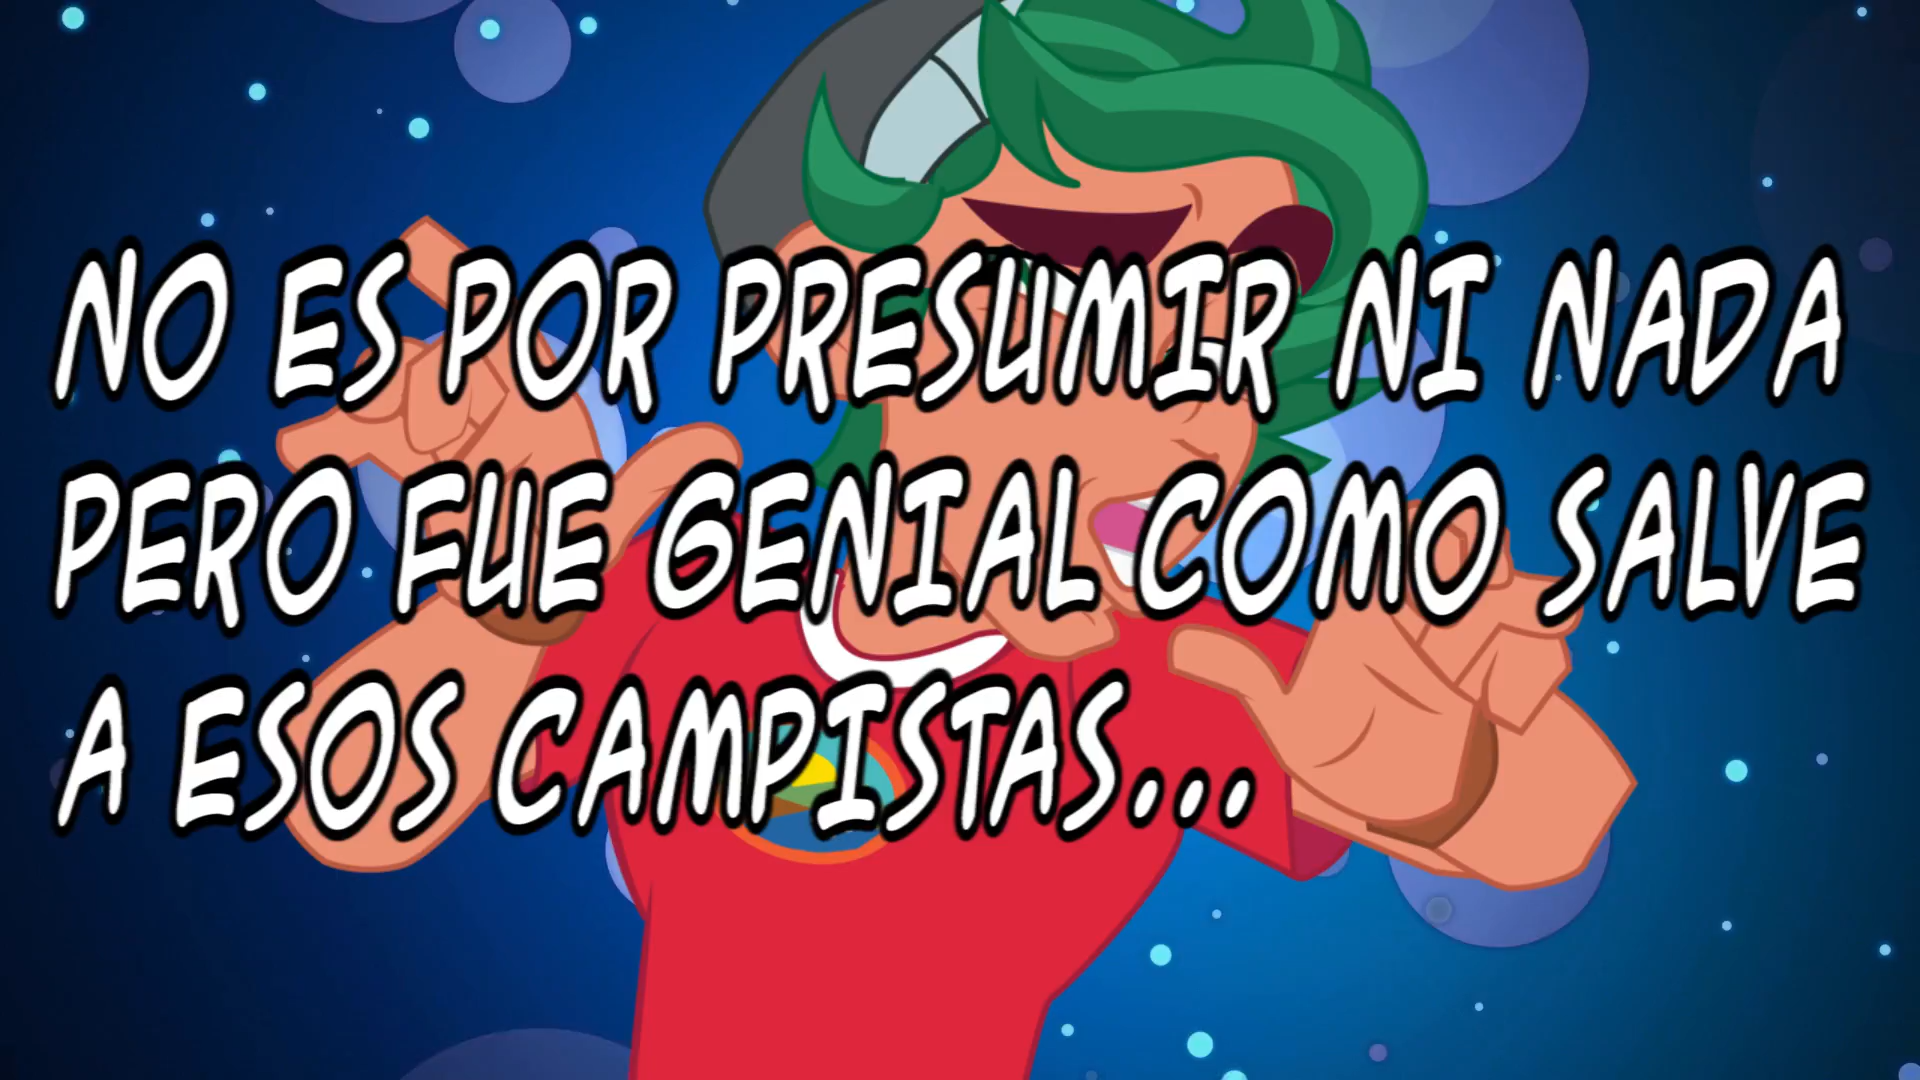 NO ES POR PRESUMIR NI NADA
PERO FUE GENIAL COMO SALVE
A ESOS CAMPISTAS...